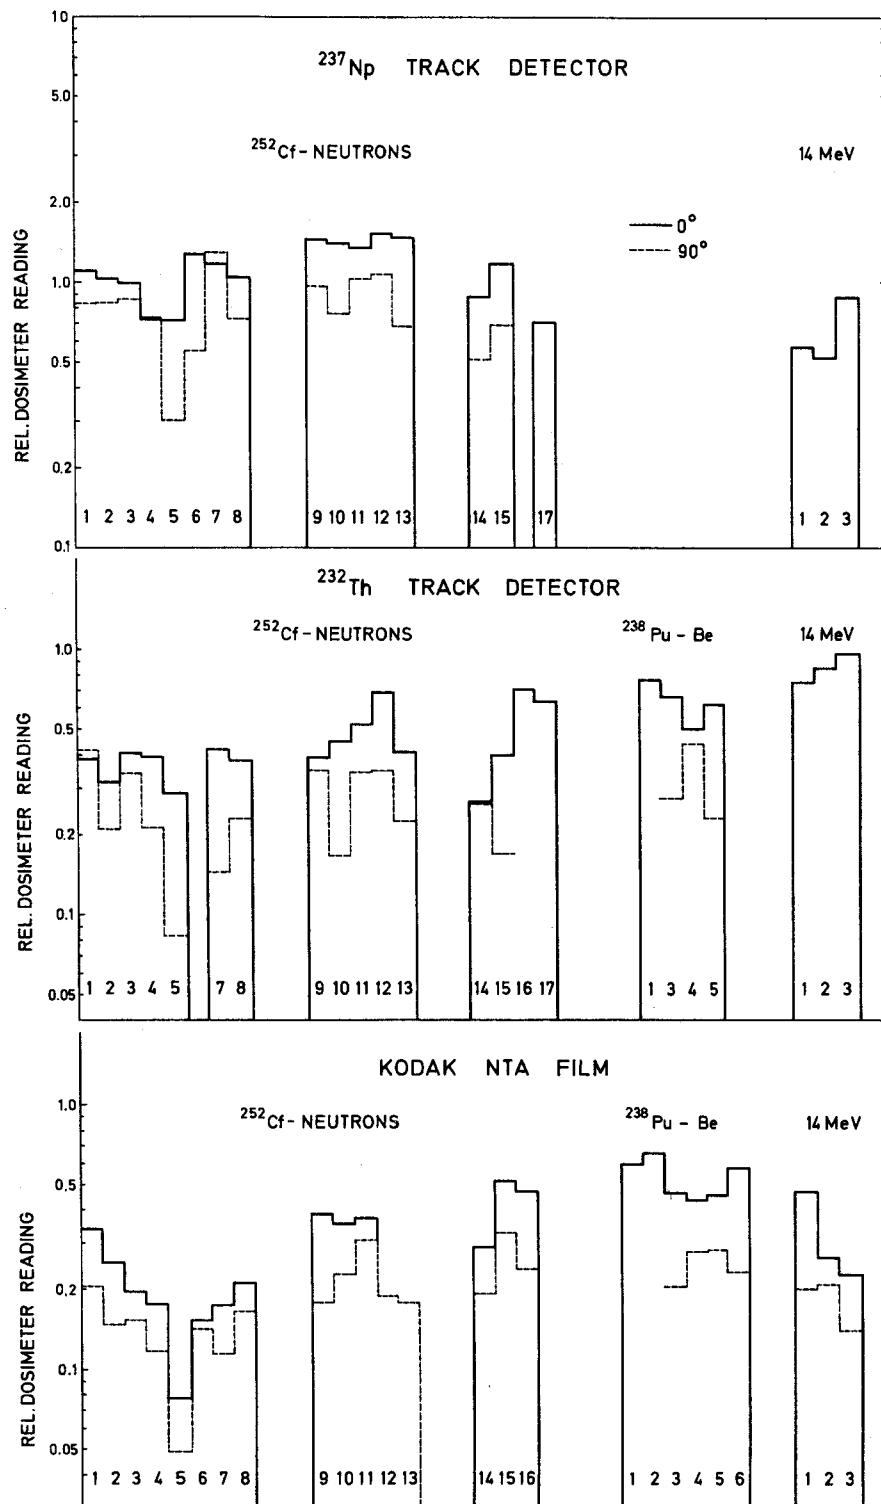 10
²³⁷Np TRACK DETECTOR
5.0
²⁵²Cf-NEUTRONS 14 MeV
2.0
0°
90°
1.0
0.5
0.2
0.1
REL. DOSIMETER READING
1 2 3 4 5 6 7 8 9 10 11 12 13 14 15 17 1 2 3
²³²Th TRACK DETECTOR
²⁵²Cf-NEUTRONS ²³⁸Pu - Be 14 MeV
1.0
0.5
0.2
0.1
0.05
REL. DOSIMETER READING
1 2 3 4 5 7 8 9 10 11 12 13 14 15 16 17 1 3 4 5 1 2 3
KODAK NTA FILM
²⁵²Cf- NEUTRONS ²³⁸Pu - Be 14 MeV
1.0
0.5
0.2
0.1
0.05
REL. DOSIMETER READING
1 2 3 4 5 6 7 8 9 10 11 12 13 14 15 16 1 2 3 4 5 6 1 2 3